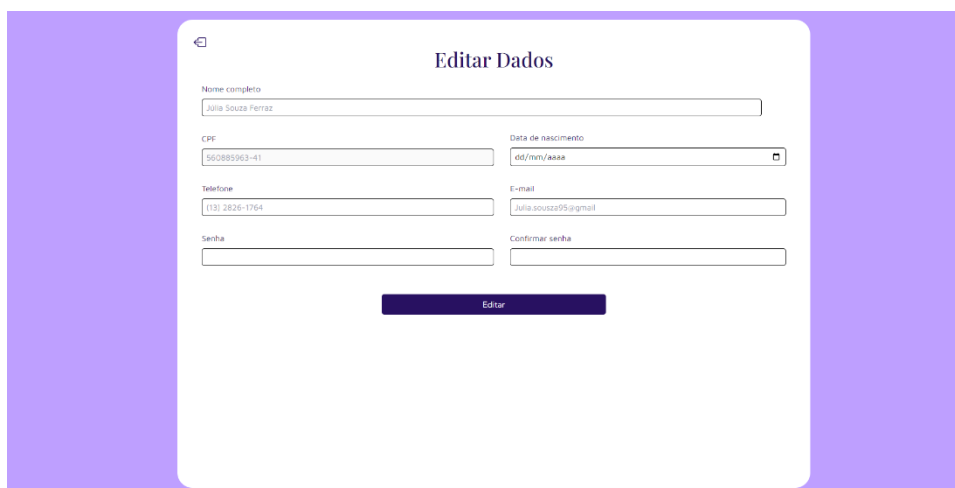 Editar Dados
Nome completo
Júlia Souza Ferraz
CPF
Data de nascimento
560885963-41
dd/mm/aaaa
Telefone
E-mail
(13) 2826-1764
Julia.sousza95@gmail
Senha
Confirmar senha
Editar